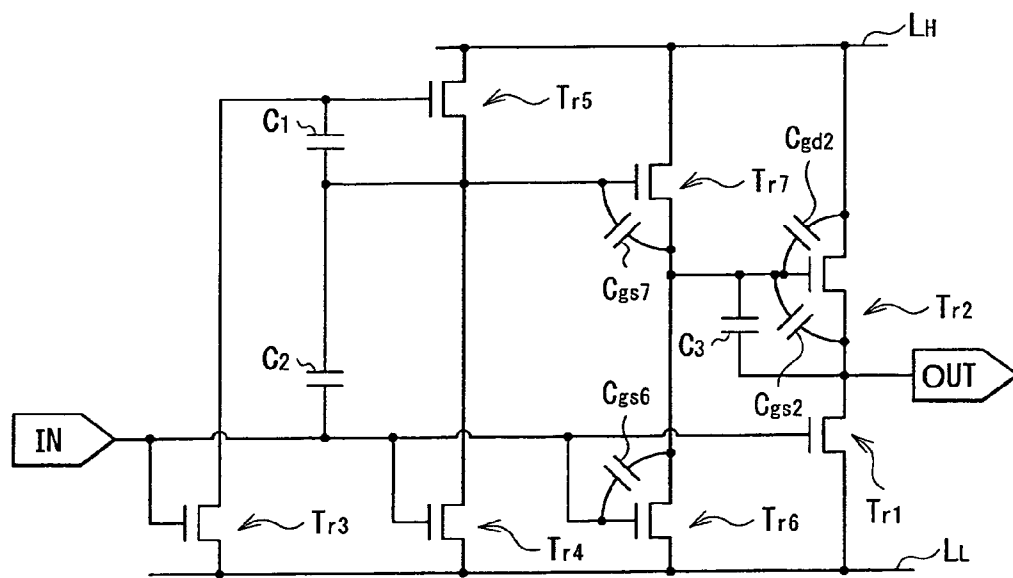 LH
Tr5
C1
Cgd2
Tr7
Cgs7
Tr2
C3
C2
OUT
Cgs6
Cgs2
IN
Tr3
Tr4
Tr6
Tr1
LL